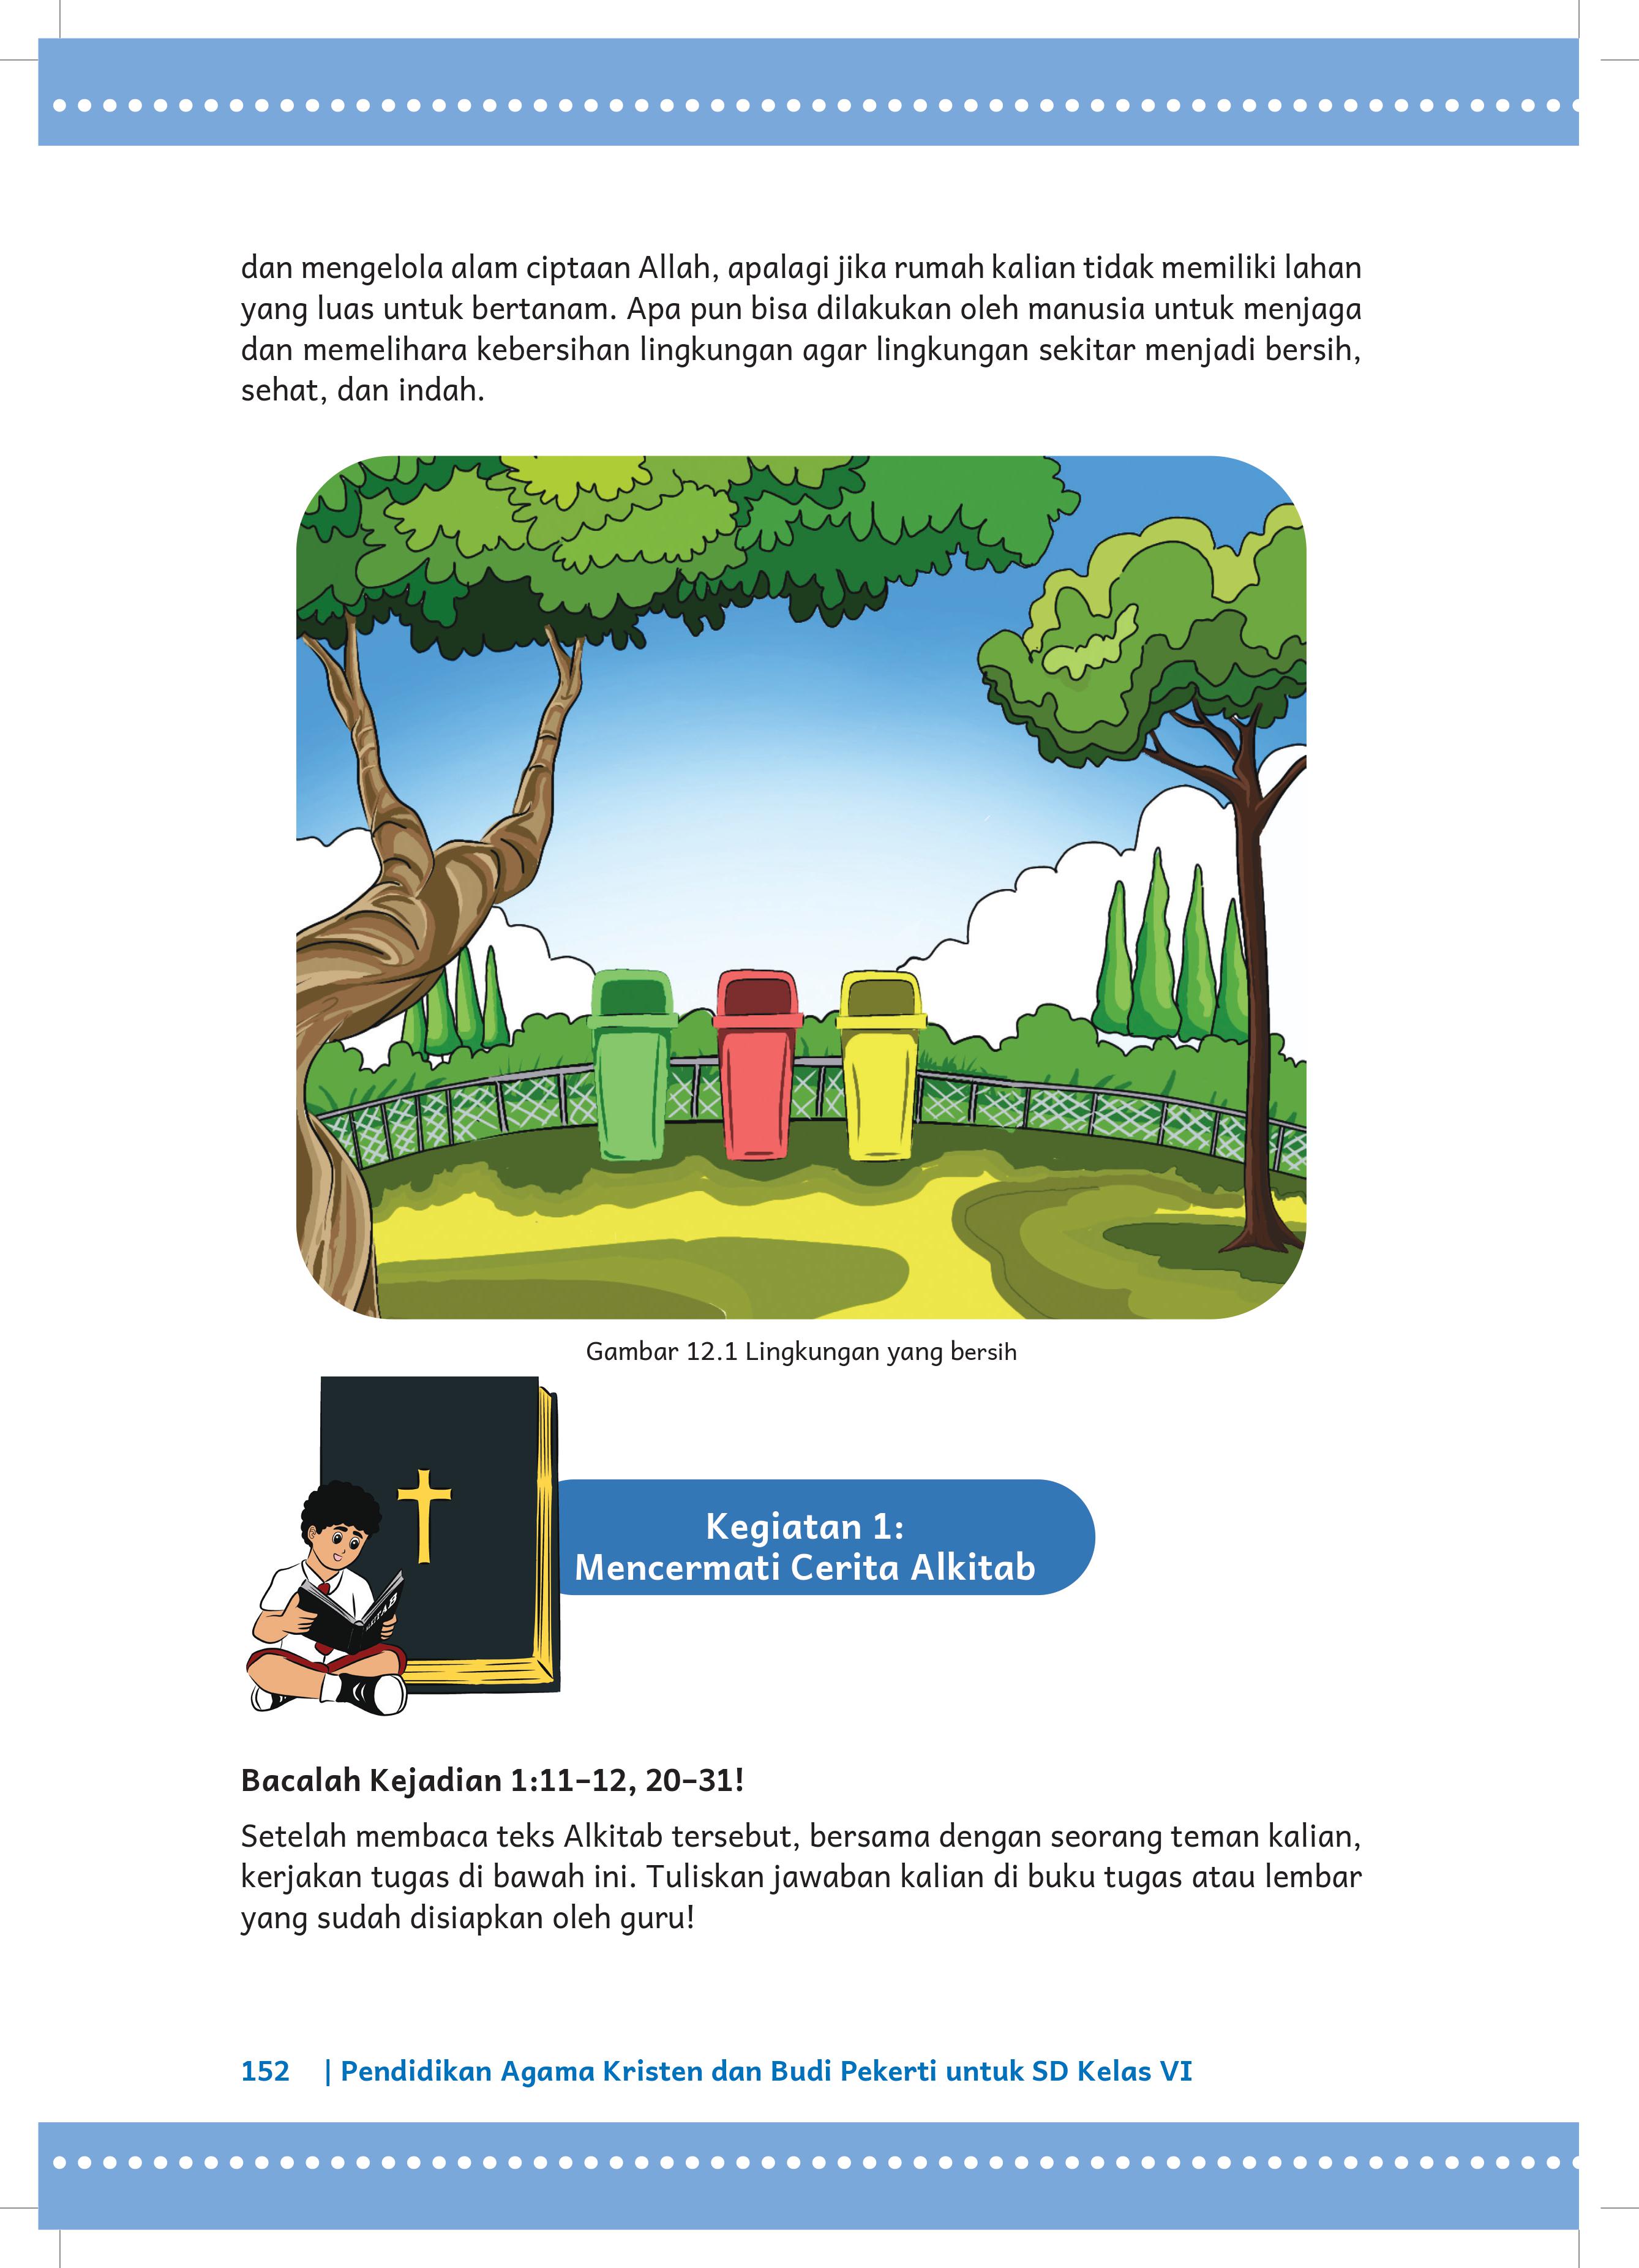 dan mengelola alam ciptaan Allah, apalagi jika rumah kalian tidak memiliki lahan
yang luas untuk bertanam. Apa pun bisa dilakukan oleh manusia untuk menjaga
dan memelihara kebersihan lingkungan agar lingkungan sekitar menjadi bersih,
sehat, dan indah.
Gambar 12.1 Lingkungan yang bersih
Kegiatan 1:
Mencermati Cerita Alkitab
Bacalah Kejadian 1:11–12, 20–31!
Setelah membaca teks Alkitab tersebut, bersama dengan seorang teman kalian,
kerjakan tugas di bawah ini. Tuliskan jawaban kalian di buku tugas atau lembar
yang sudah disiapkan oleh guru!
152 | Pendidikan Agama Kristen dan Budi Pekerti untuk SD Kelas VI